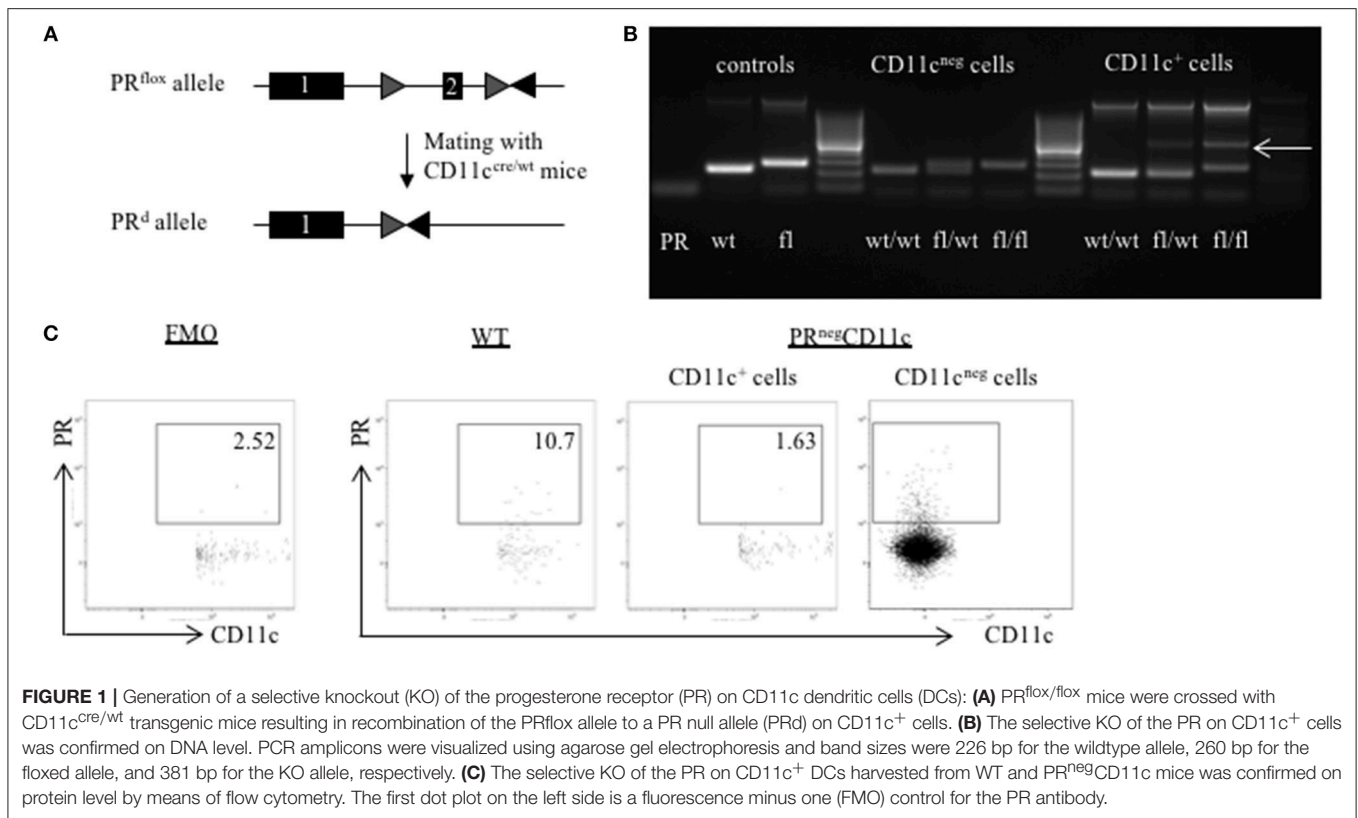 A
PR^flox allele
1
2
Mating with
CD11c^cre/wt mice
PR^d allele
1
B
controls
CD11c^neg cells
CD11c^+ cells
PR wt fl wt/wt fl/wt fl/fl wt/wt fl/wt fl/fl
C
FMO
WT
PR^negCD11c
CD11c^+ cells
CD11c^neg cells
PR
2.52
PR
10.7
1.63
CD11c
CD11c
FIGURE 1 | Generation of a selective knockout (KO) of the progesterone receptor (PR) on CD11c dendritic cells (DCs): (A) PR^flox/flox mice were crossed with
CD11c^cre/wt transgenic mice resulting in recombination of the PRflox allele to a PR null allele (PRd) on CD11c^+ cells. (B) The selective KO of the PR on CD11c^+ cells
was confirmed on DNA level. PCR amplicons were visualized using agarose gel electrophoresis and band sizes were 226 bp for the wildtype allele, 260 bp for the
floxed allele, and 381 bp for the KO allele, respectively. (C) The selective KO of the PR on CD11c^+ DCs harvested from WT and PR^negCD11c mice was confirmed on
protein level by means of flow cytometry. The first dot plot on the left side is a fluorescence minus one (FMO) control for the PR antibody.